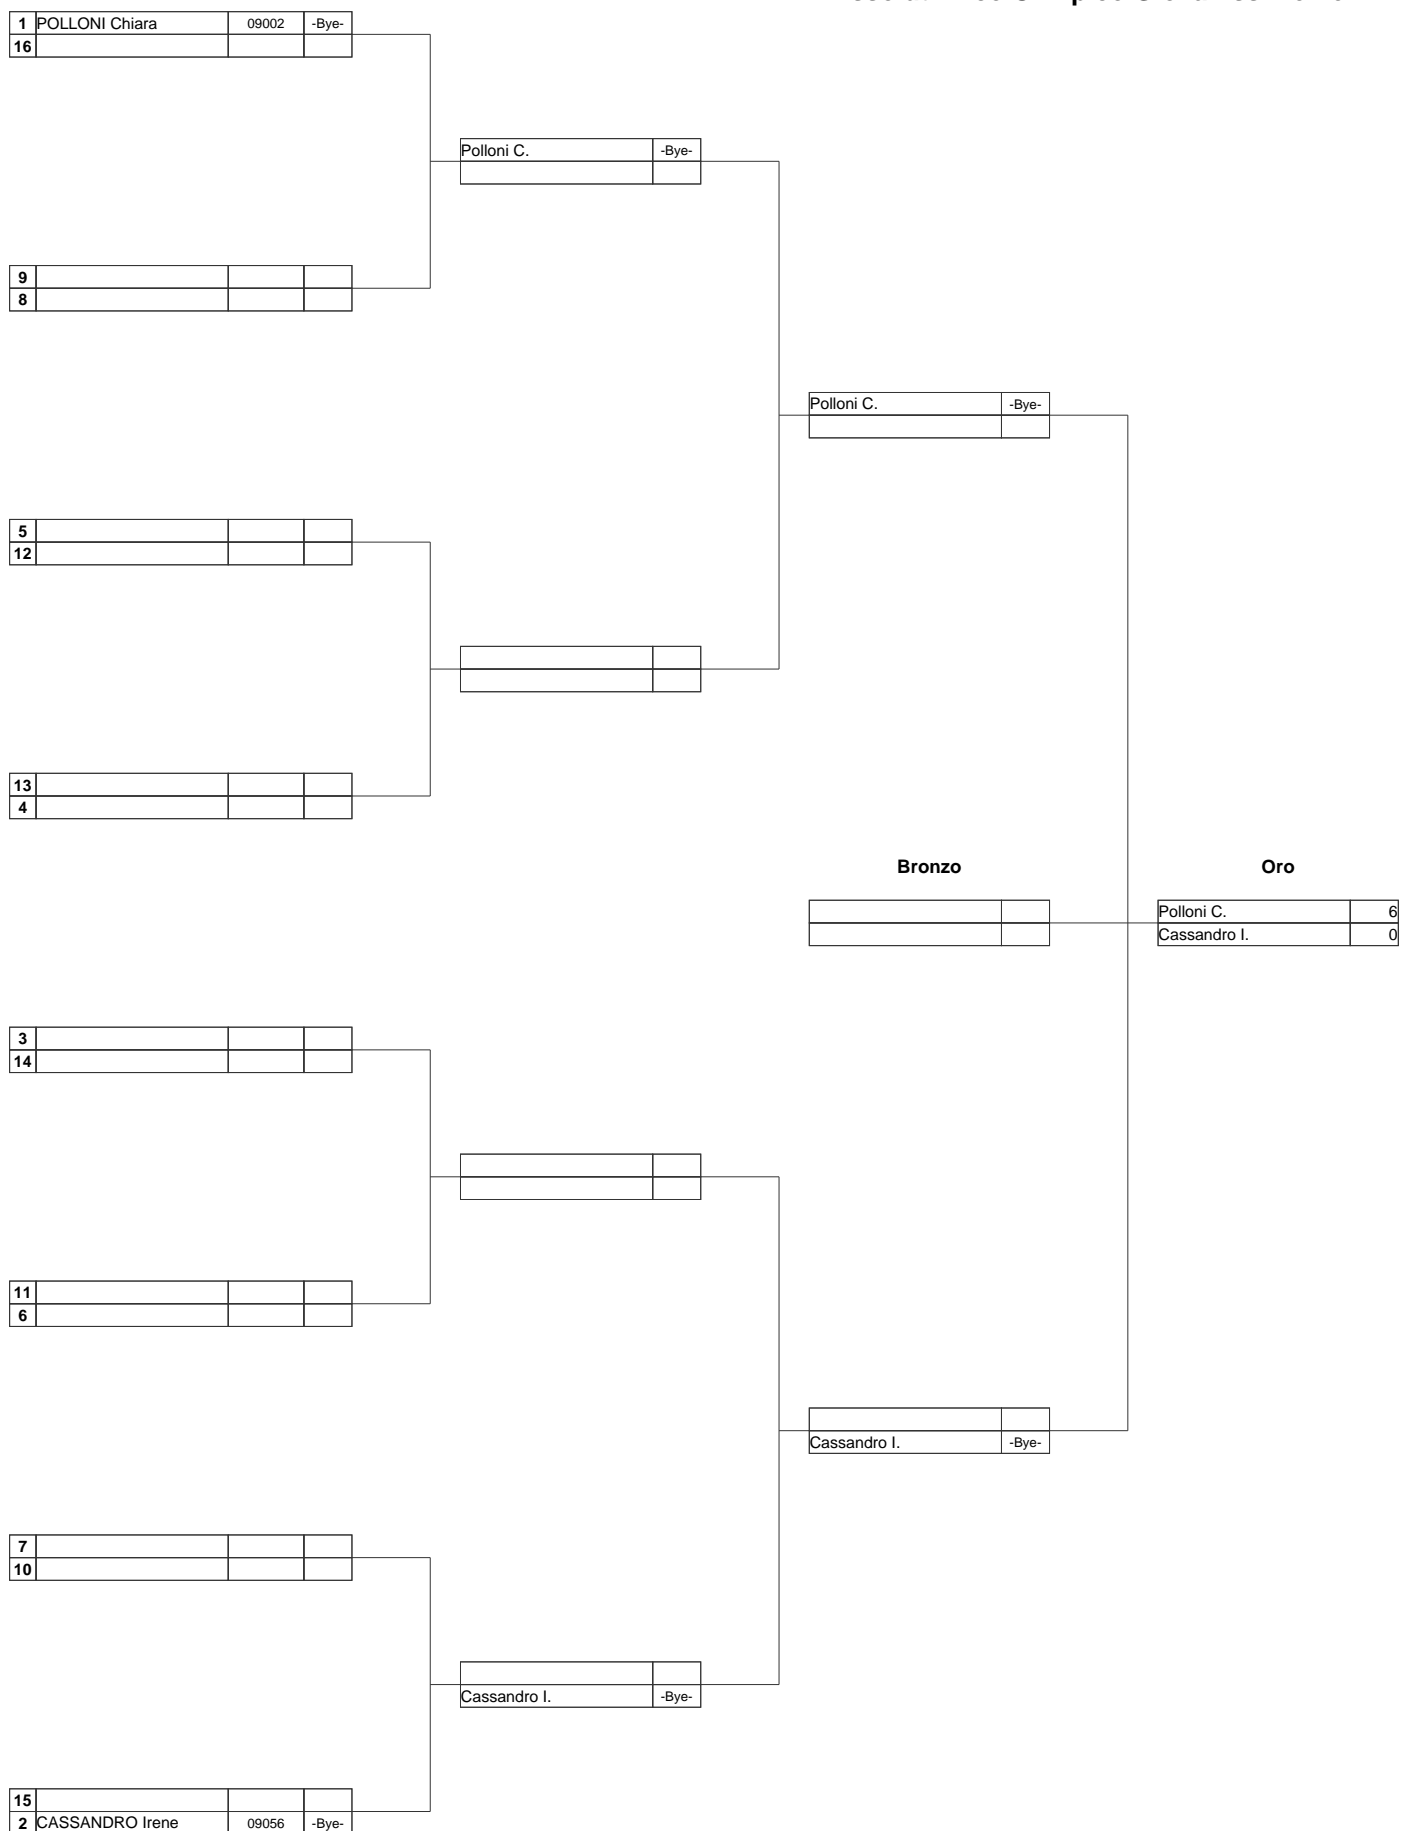 1 POLLONI Chiara 09002 -Bye-
16
Polloni C. -Bye-
9
8
Polloni C. -Bye-
5
12
13
4
Bronzo Oro
Polloni C. 6
Cassandro I. 0
3
14
11
6
Cassandro I. -Bye-
7
10
Cassandro I. -Bye-
15
2 CASSANDRO Irene 09056 -Bye-